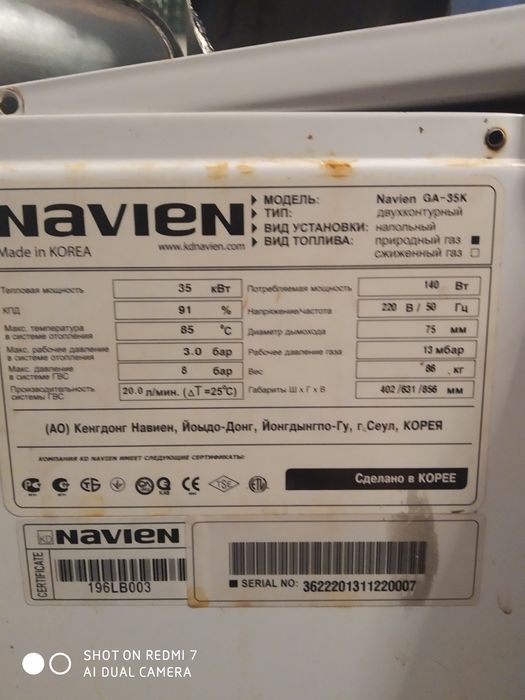 NAVIEN
Made in KOREA
www.kdnavien.com
МОДЕЛЬ: Navien GA-35K
ТИП: двухконтурный
ВИД УСТАНОВКИ: напольный
ВИД ТОПЛИВА: природный газ
сжиженный газ
Тепловая мощность 35 кВт
Потребляемая мощность 140 Вт
КПД 91 %
Напряжение/частота 220 В / 50 Гц
Макс. температура в системе отопления 85 °C
Диаметр дымохода 75 мм
Макс. рабочее давление в системе отопления 3.0 бар
Рабочее давление газа 13 мбар
Макс. давление в системе ГВС 8 бар
Вес 86 кг
Производительность системы ГВС 20.0 л/мин. (ΔT=25°C)
Габариты Ш х Г х В 402/631/856 мм
(АО) Кенгдонг Навиен, Йоыдо-Донг, Йонгдынгпо-Гу, г.Сеул, КОРЕЯ
КОМПАНИЯ KD NAVIEN ИМЕЕТ СЛЕДУЮЩИЕ СЕРТИФИКАТЫ:
CE TSE ETL
Сделано в КОРЕЕ
CERTIFICATE
KD NAVIEN
196LB003
SERIAL NO: 3622201311220007
SHOT ON REDMI 7
AI DUAL CAMERA